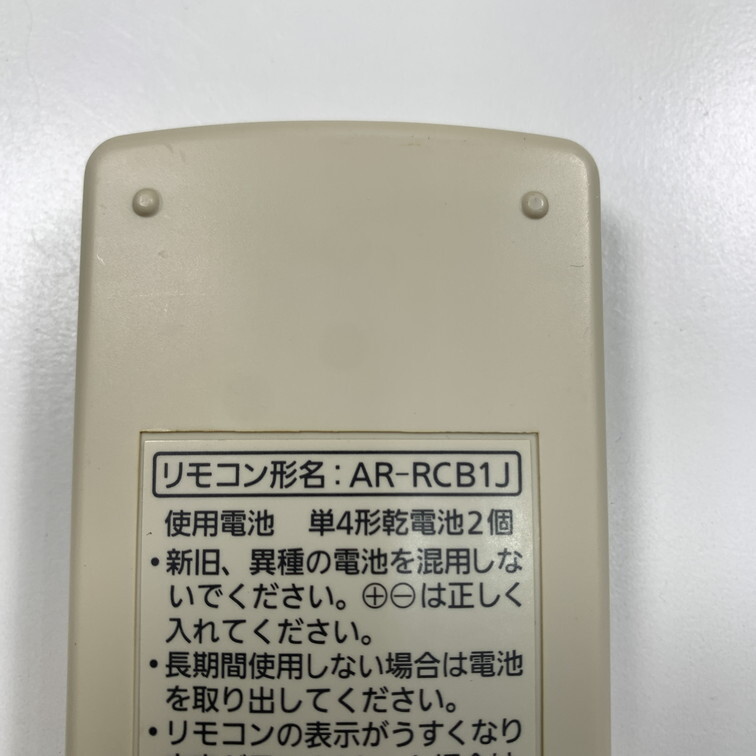 リモコン形名：AR-RCB1J
使用電池　単4形乾電池2個
・新旧、異種の電池を混用しな
いでください。⊕⊖は正しく
入れてください。
・長期間使用しない場合は電池
を取り出してください。
・リモコンの表示がうすくなり